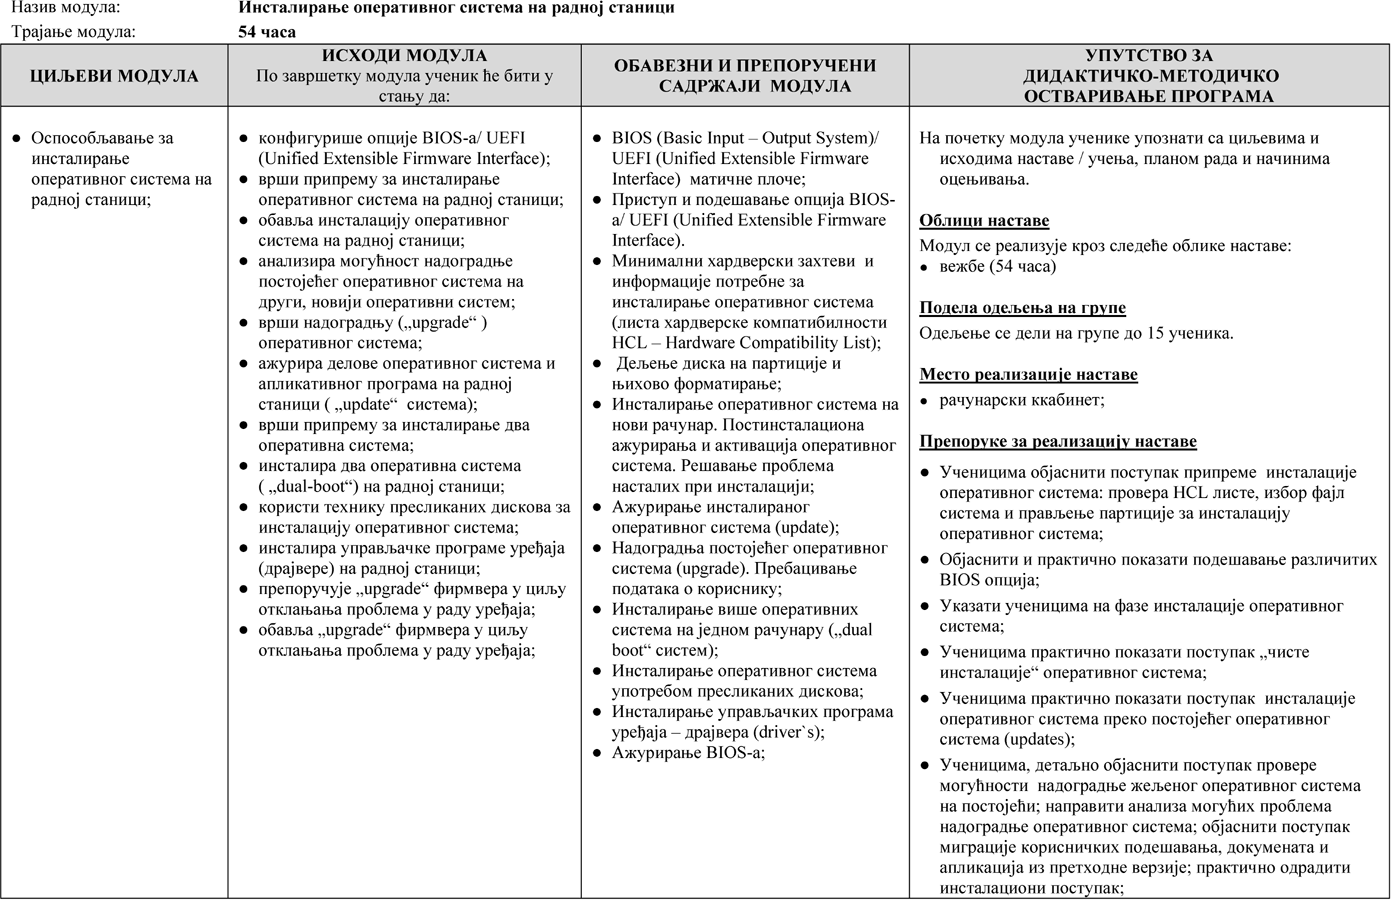 Назив модула: Инсталирање оперативног система на радној станици
Трајање модула: 54 часа
ЦИЉЕВИ МОДУЛА
ИСХОДИ МОДУЛА
По завршетку модула ученик ће бити у
стању да:
ОБАВЕЗНИ И ПРЕПОРУЧЕНИ
САДРЖАЈИ МОДУЛА
УПУТСТВО ЗА
ДИДАКТИЧКО-МЕТОДИЧКО
ОСТВАРИВАЊЕ ПРОГРАМА
● Оспособљавање за
инсталирање
оперативног система на
радној станици;
● конфигурише опције BIOS-a/ UEFI
(Unified Extensible Firmware Interface);
● врши припрему за инсталирање
оперативног система на радној станици;
● обавља инсталацију оперативног
система на радној станици;
● анализира могућност надоградње
постојећег оперативног система на
други, новији оперативни систем;
● врши надоградњу („upgrade“ )
оперативног система;
● ажурира делове оперативног система и
апликативног програма на радној
станици ( „update“ система);
● врши припрему за инсталирање два
оперативна система;
● инсталира два оперативна система
( „dual-boot“) на радној станици;
● користи технику пресликаних дискова за
инсталацију оперативног система;
● инсталира управљачке програме уређаја
(драјвере) на радној станици;
● препоручује „upgrade“ фирмвера у циљу
отклањања проблема у раду уређаја;
● обавља „upgrade“ фирмвера у циљу
отклањања проблема у раду уређаја;
● BIOS (Basic Input – Output System)/
UEFI (Unified Extensible Firmware
Interface) матичне плоче;
● Приступ и подешавање опција BIOS-
a/ UEFI (Unified Extensible Firmware
Interface).
● Минимални хардверски захтеви и
информације потребне за
инсталирање оперативног система
(листа хардверске компатибилности
HCL – Hardware Compatibility List);
● Дељење диска на партиције и
њихово форматирање;
● Инсталирање оперативног система на
нови рачунар. Постинсталациона
ажурирања и активација оперативног
система. Решавање проблема
насталих при инсталацији;
● Ажурирање инсталираног
оперативног система (update);
● Надоградња постојећег оперативног
система (upgrade). Пребацивање
података о кориснику;
● Инсталирање више оперативних
система на једном рачунару („dual
boot“ систем);
● Инсталирање оперативног система
употребом пресликаних дискова;
● Инсталирање управљачких програма
уређаја – драјвера (driver`s);
● Ажурирање BIOS-a;
На почетку модула ученике упознати са циљевима и
исходима наставе / учења, планом рада и начинима
оцењивања.
Облици наставе
Модул се реализује кроз следеће облике наставе:
● вежбе (54 часа)
Подела одељења на групе
Одељење се дели на групе до 15 ученика.
Место реализације наставе
● рачунарски ккабинет;
Препоруке за реализацију наставе
● Ученицима објаснити поступак припреме инсталације
оперативног система: провера HCL листе, избор фајл
система и прављење партиције за инсталацију
оперативног система;
● Објаснити и практично показати подешавање различитих
BIOS опција;
● Указати ученицима на фазе инсталације оперативног
система;
● Ученицима практично показати поступак „чисте
инсталације“ оперативног система;
● Ученицима практично показати поступак инсталације
оперативног система преко постојећег оперативног
система (updates);
● Ученицима, детаљно објаснити поступак провере
могућности надоградње жељеног оперативног система
на постојећи; направити анализа могућих проблема
надоградње оперативног система; објаснити поступак
миграције корисничких подешавања, докумената и
апликација из претходне верзије; практично одрадити
инсталациони поступак;